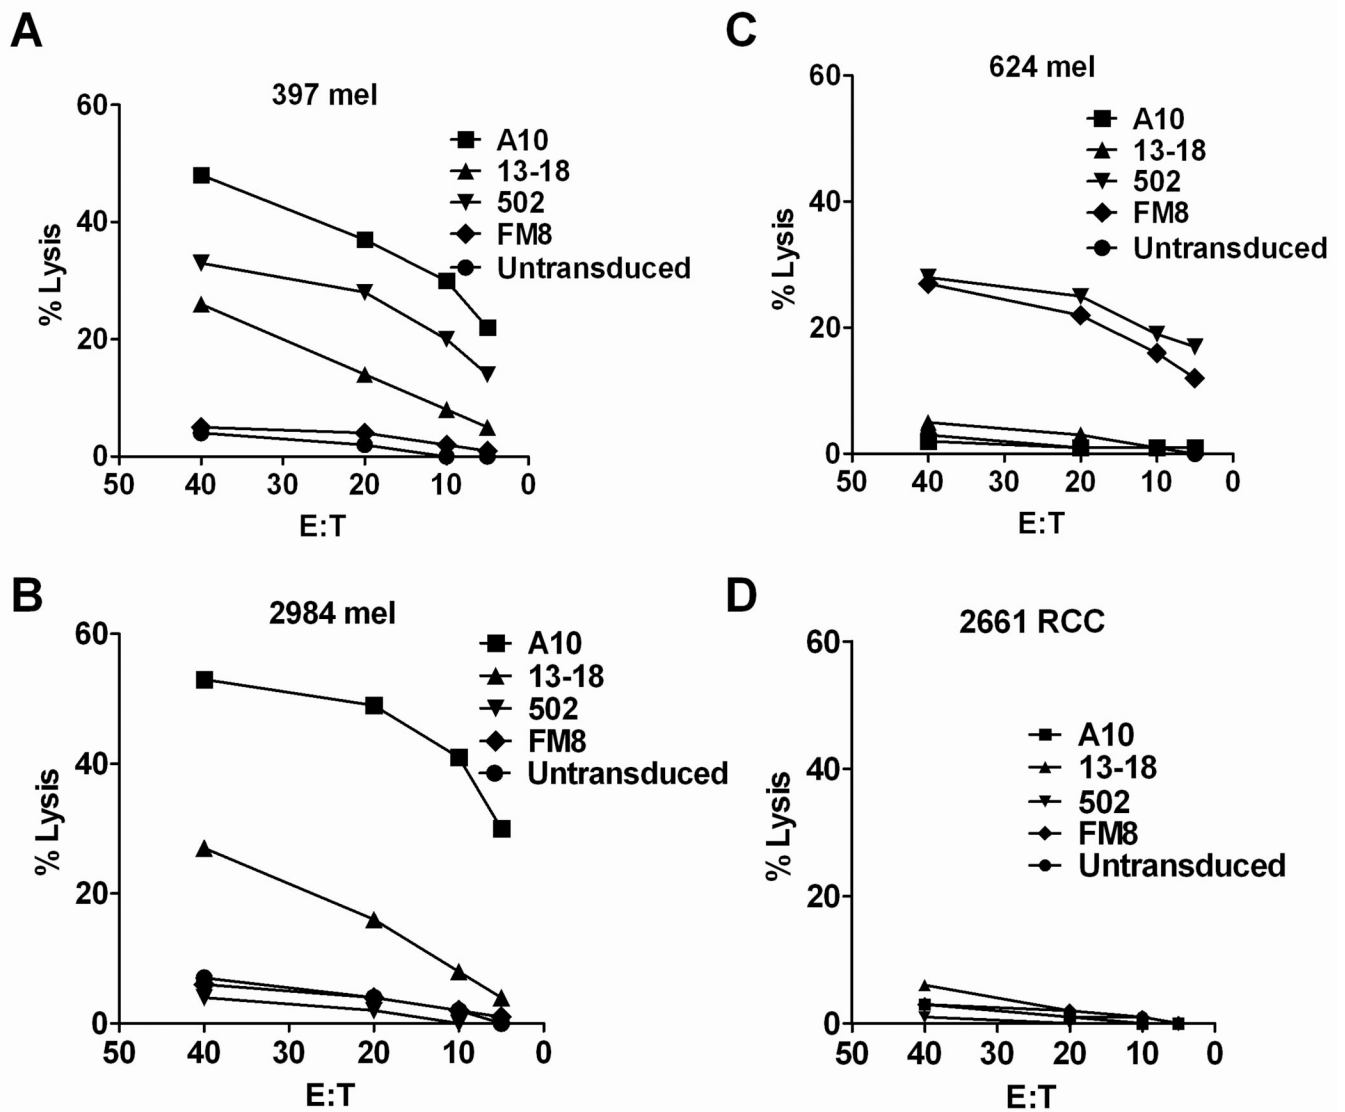 A
397 mel
60
40
20
0
% Lysis
A10
13-18
502
FM8
Untransduced
50 40 30 20 10 0
E:T
C
624 mel
60
40
20
0
% Lysis
A10
13-18
502
FM8
Untransduced
50 40 30 20 10 0
E:T
B
2984 mel
60
40
20
0
% Lysis
A10
13-18
502
FM8
Untransduced
50 40 30 20 10 0
E:T
D
2661 RCC
60
40
20
0
% Lysis
A10
13-18
502
FM8
Untransduced
50 40 30 20 10 0
E:T